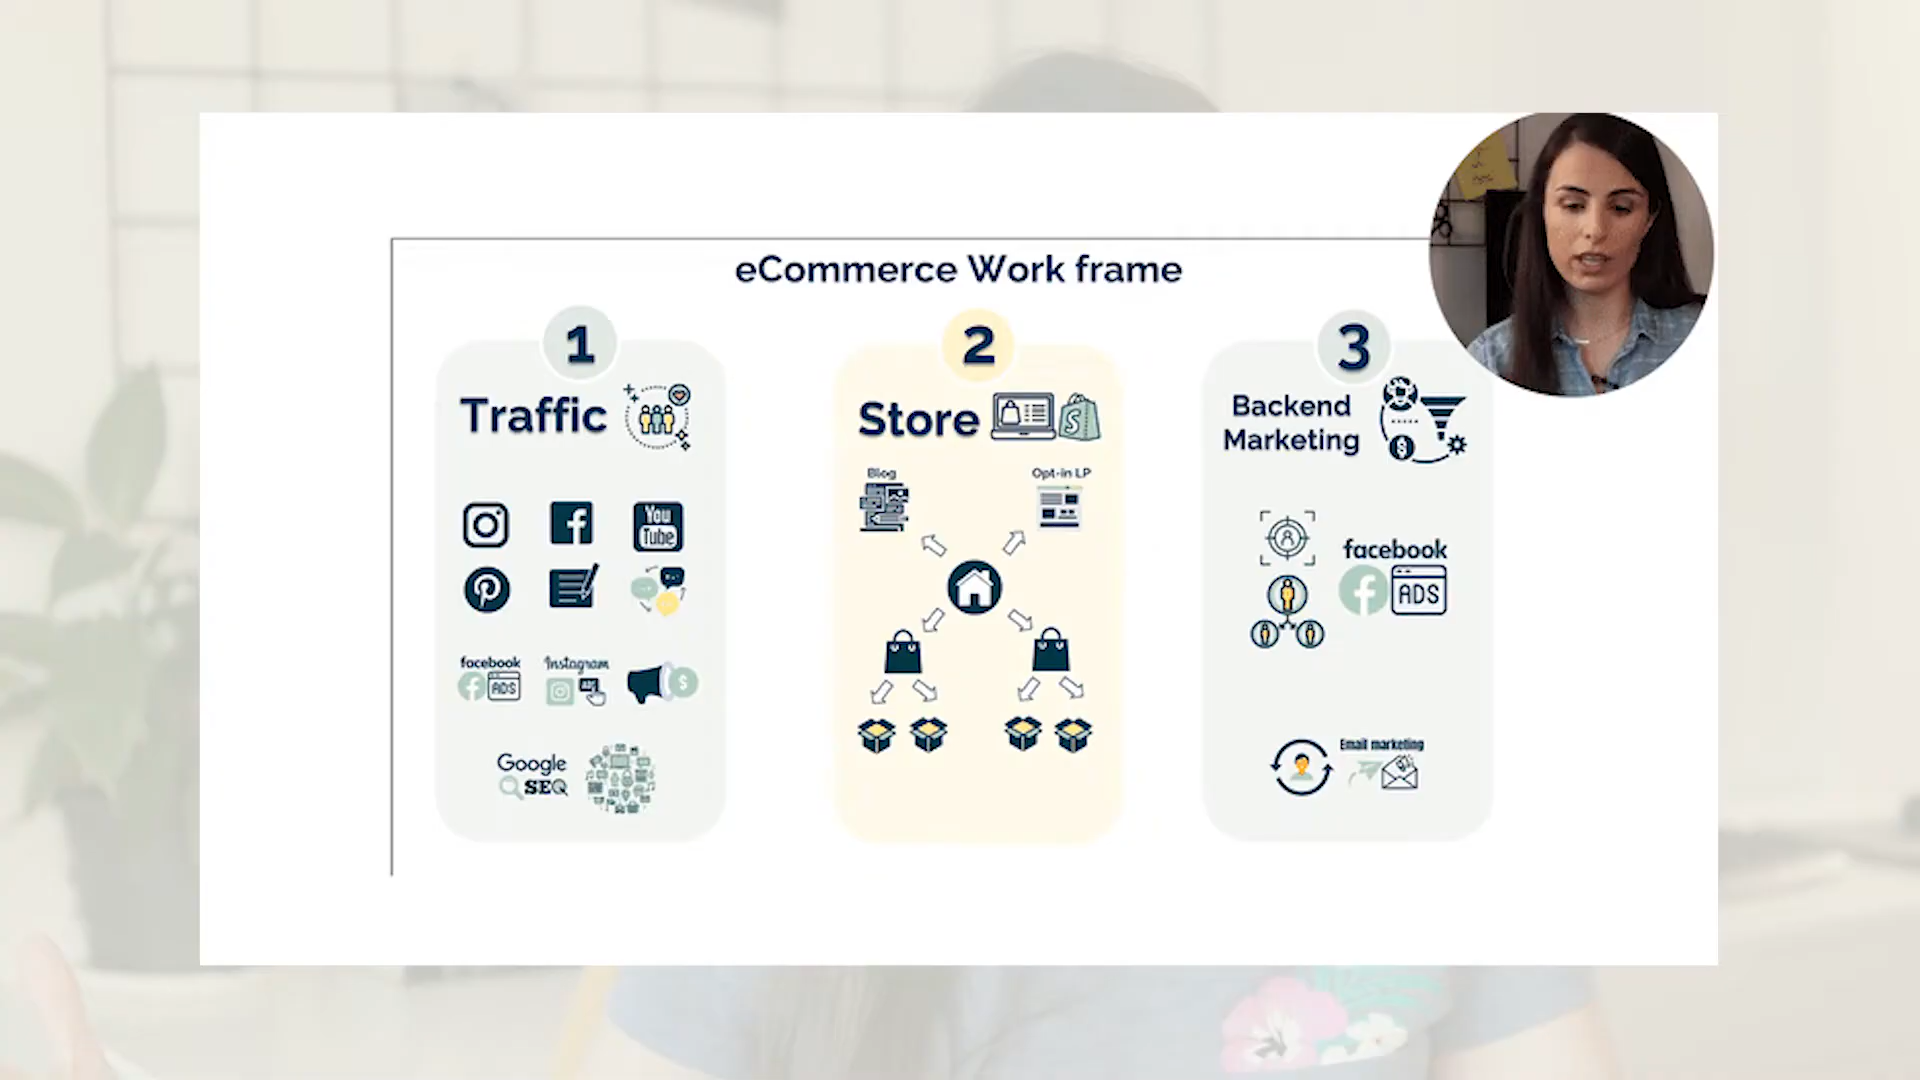 eCommerce Work frame
1
Traffic
You
Tube
facebook
ADS
Instagram
ADS
$
Google
SEO
2
Store
S
Blog
Opt-in LP
3
Backend
Marketing
$
facebook
ADS
Email marketing